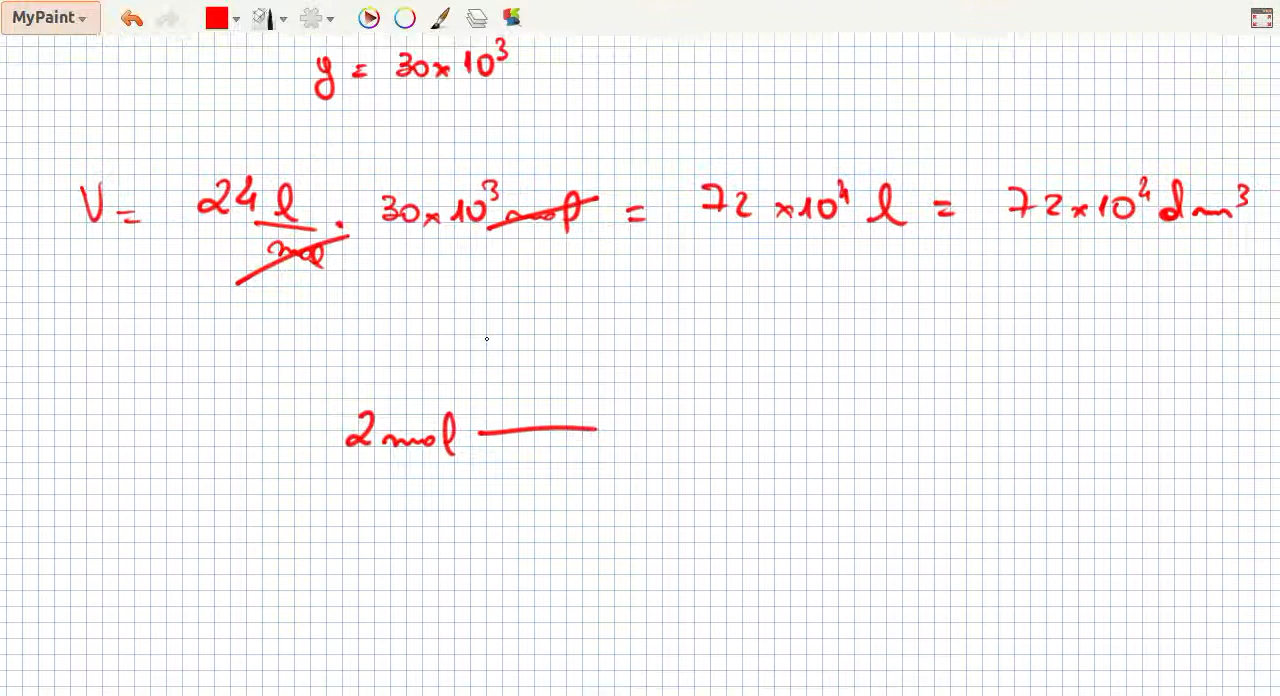 MyPaint
y = 30×10³
V = 24 l/mol · 30×10³ mol = 72×10⁴ l = 72×10⁴ dm³
2 mol —